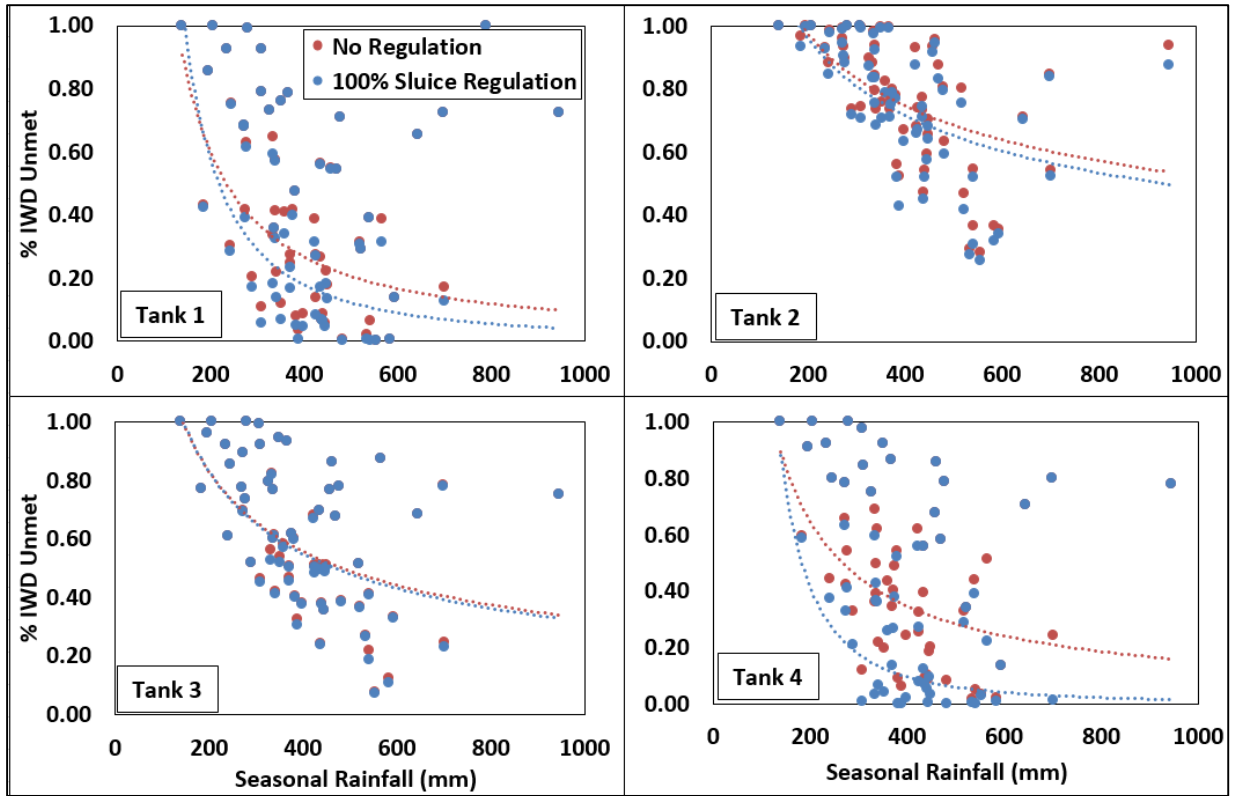 % IWD Unmet
1.00
0.80
0.60
0.40
0.20
0.00
No Regulation
100% Sluice Regulation
Tank 1
0 200 400 600 800 1000
1.00
0.80
0.60
0.40
0.20
0.00
Tank 2
0 200 400 600 800 1000
% IWD Unmet
1.00
0.80
0.60
0.40
0.20
0.00
Tank 3
0 200 400 600 800 1000
Seasonal Rainfall (mm)
1.00
0.80
0.60
0.40
0.20
0.00
Tank 4
0 200 400 600 800 1000
Seasonal Rainfall (mm)